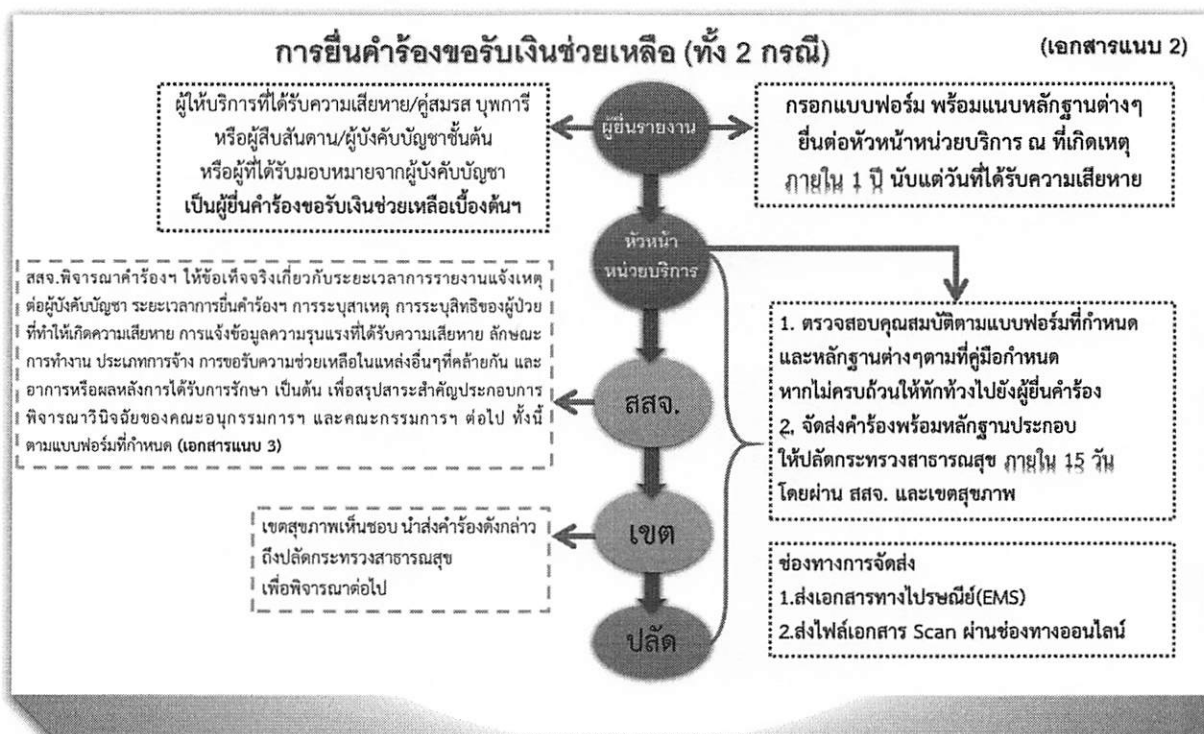 การยื่นคำร้องขอรับเงินช่วยเหลือ (ทั้ง 2 กรณี)
(เอกสารแนบ 2)
ผู้ให้บริการที่ได้รับความเสียหาย/คู่สมรส บุพการี
หรือผู้สืบสันดาน/ผู้บังคับบัญชาชั้นต้น
หรือผู้ที่ได้รับมอบหมายจากผู้บังคับบัญชา
เป็นผู้ยื่นคำร้องขอรับเงินช่วยเหลือเบื้องต้นฯ
ผู้ยื่นรายงาน
กรอกแบบฟอร์ม พร้อมแนบหลักฐานต่างๆ
ยื่นต่อหัวหน้าหน่วยบริการ ณ ที่เกิดเหตุ
ภายใน 1 ปี นับแต่วันที่ได้รับความเสียหาย
หัวหน้า
หน่วยบริการ
สสจ.พิจารณาคำร้องฯ ให้ข้อเท็จจริงเกี่ยวกับระยะเวลาการรายงานแจ้งเหตุ
ต่อผู้บังคับบัญชา ระยะเวลาการยื่นคำร้องฯ การระบุสาเหตุ การระบุสิทธิของผู้ป่วย
ที่ทำให้เกิดความเสียหาย การแจ้งข้อมูลความรุนแรงที่ได้รับความเสียหาย ลักษณะ
การทำงาน ประเภทการจ้าง การขอรับความช่วยเหลือในแหล่งอื่นๆที่คล้ายกัน และ
อาการหรือผลหลังการได้รับการรักษา เป็นต้น เพื่อสรุปสาระสำคัญประกอบการ
พิจารณาวินิจฉัยของคณะอนุกรรมการฯ และคณะกรรมการฯ ต่อไป ทั้งนี้
ตามแบบฟอร์มที่กำหนด (เอกสารแนบ 3)
สสจ.
1. ตรวจสอบคุณสมบัติตามแบบฟอร์มที่กำหนด
และหลักฐานต่างๆตามที่คู่มือกำหนด
หากไม่ครบถ้วนให้ทักท้วงไปยังผู้ยื่นคำร้อง
2. จัดส่งคำร้องพร้อมหลักฐานประกอบ
ให้ปลัดกระทรวงสาธารณสุข ภายใน 15 วัน
โดยผ่าน สสจ. และเขตสุขภาพ
เขตสุขภาพเห็นชอบ นำส่งคำร้องดังกล่าว
ถึงปลัดกระทรวงสาธารณสุข
เพื่อพิจารณาต่อไป
เขต
ปลัด
ช่องทางการจัดส่ง
1.ส่งเอกสารทางไปรษณีย์(EMS)
2.ส่งไฟล์เอกสาร Scan ผ่านช่องทางออนไลน์